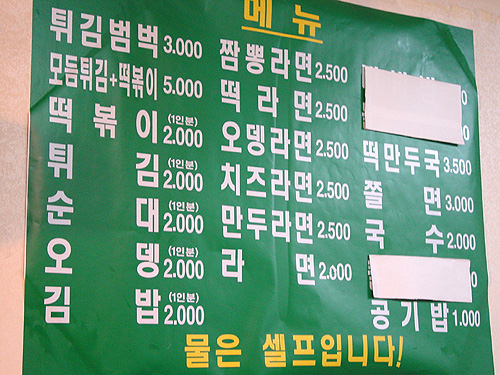 메뉴
튀김범벅 3.000
모듬튀김+떡볶이 5.000
떡볶이 (1인분) 2.000
튀김 (1인분) 2.000
순대 (1인분) 2.000
오뎅 (1인분) 2.000
김밥 (1인분) 2.000
짬뽕라면 2.500
떡라면 2.500
오뎅라면 2.500
치즈라면 2.500
만두라면 2.500
라면 2.000
떡만두국 3.500
쫄면 3.000
국수 2.000
공기밥 1.000
물은 셀프입니다!